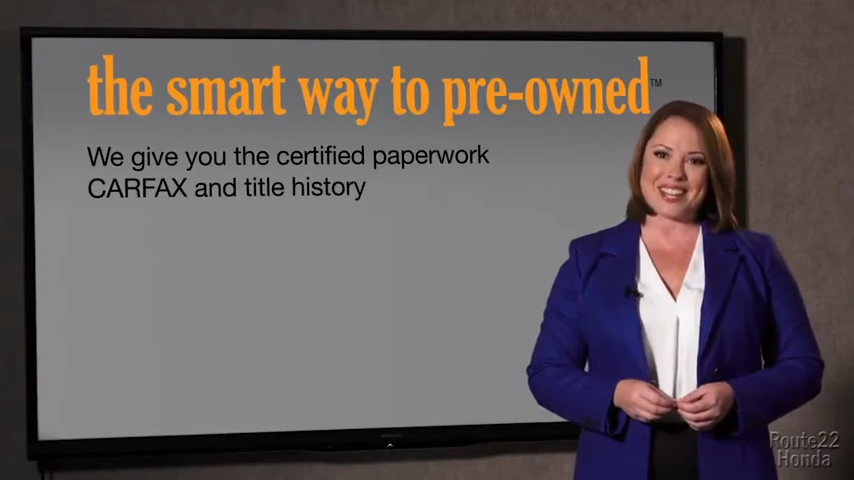 the smart way to pre-owned™
We give you the certified paperwork
CARFAX and title history
Route22
Honda